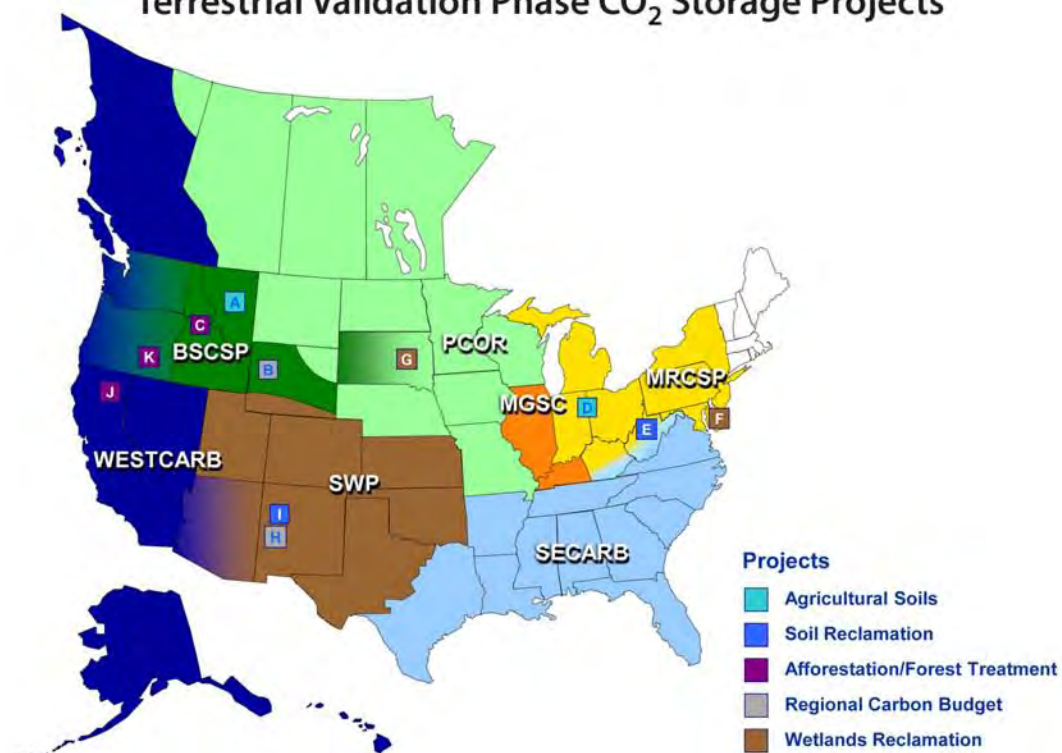 Terrestrial Validation Phase CO₂ Storage Projects
A
C
BSCSP
K
B
G
PCOR
J
MGSC
D
MRCSP
E
F
WESTCARB
SWP
I
H
SECARB
Projects
Agricultural Soils
Soil Reclamation
Afforestation/Forest Treatment
Regional Carbon Budget
Wetlands Reclamation